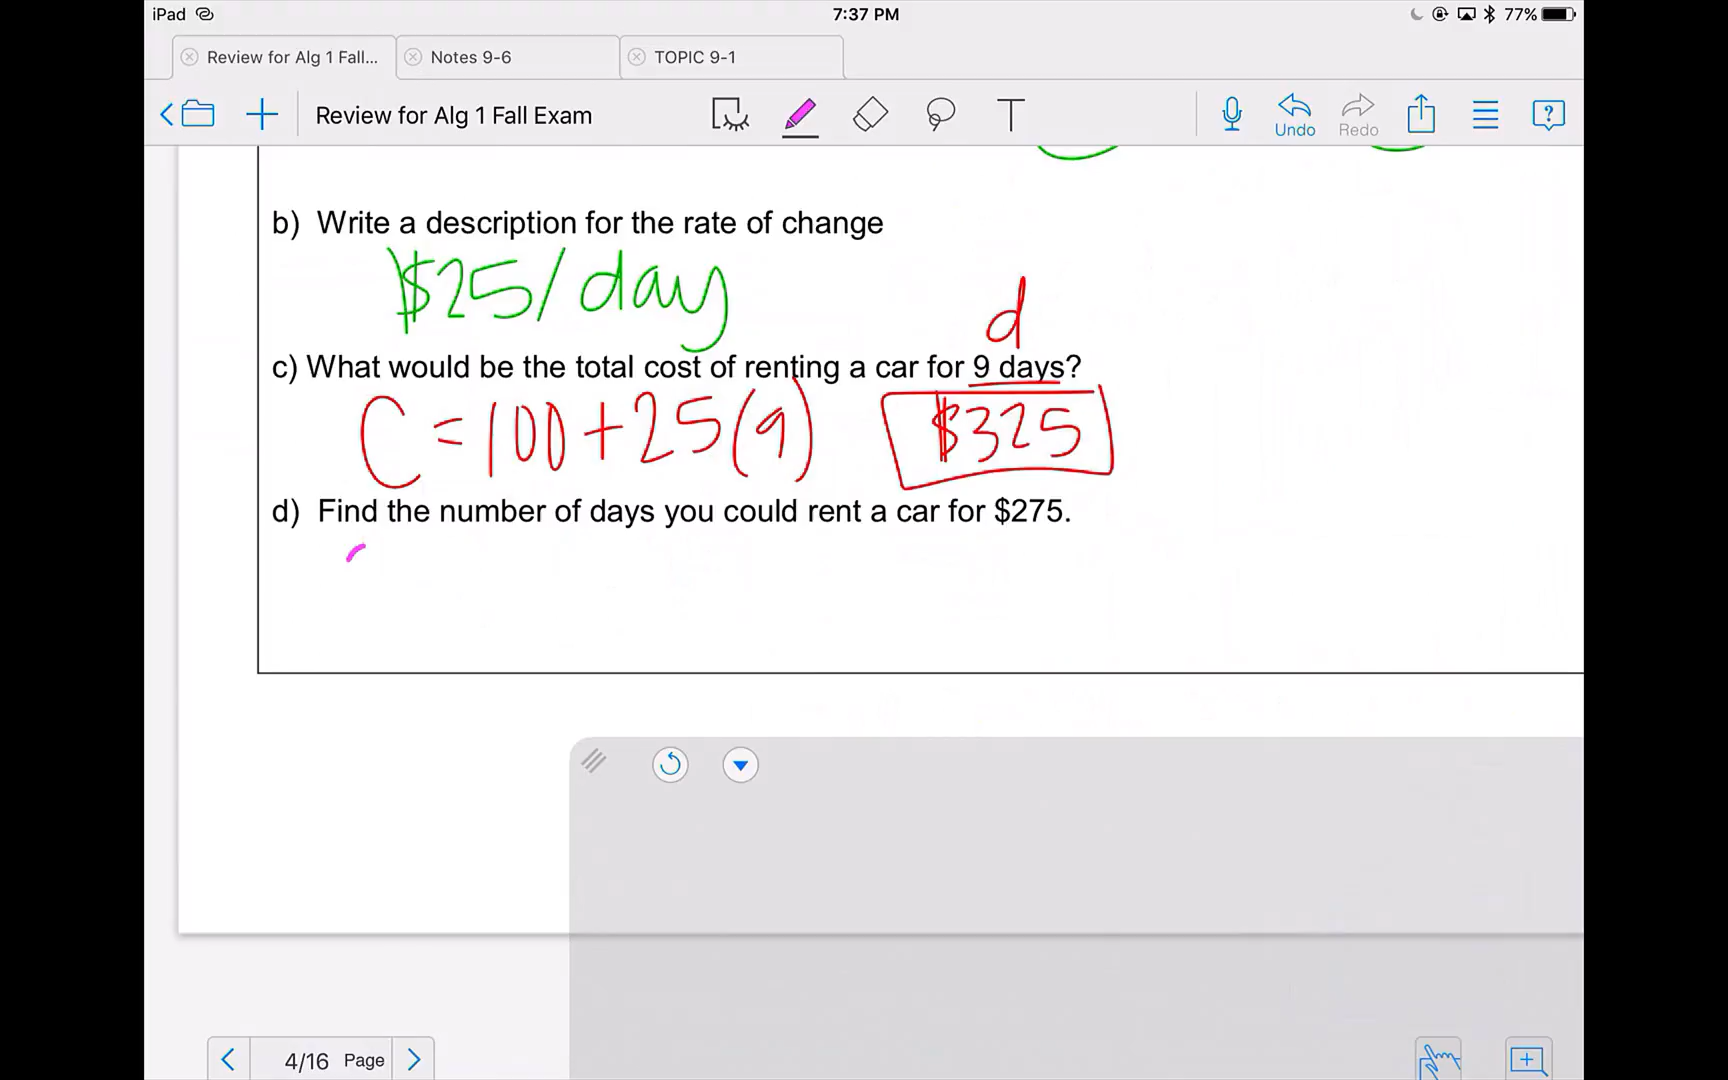 iPad 7:37 PM 77%
Review for Alg 1 Fall... Notes 9-6 TOPIC 9-1
Review for Alg 1 Fall Exam T Undo Redo ?
b) Write a description for the rate of change
$25/day
d
c) What would be the total cost of renting a car for 9 days?
C = 100 + 25(9) $325
d) Find the number of days you could rent a car for $275.
4/16 Page